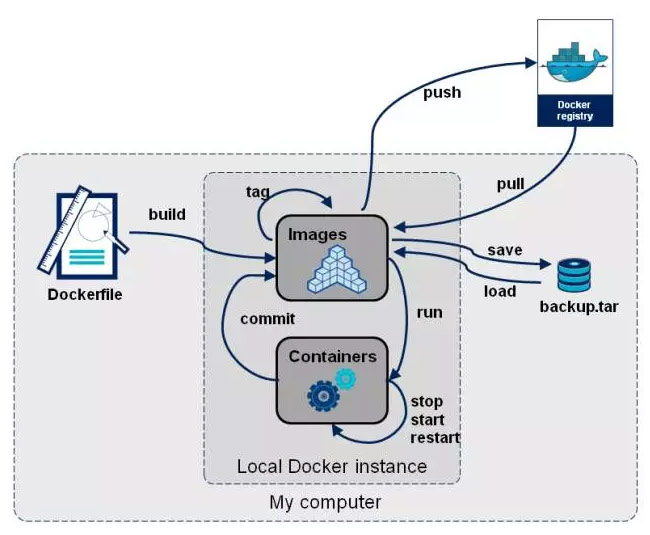 push
Docker
registry
pull
tag
build
Images
Dockerfile
save
load
backup.tar
commit
run
Containers
stop
start
restart
Local Docker instance
My computer